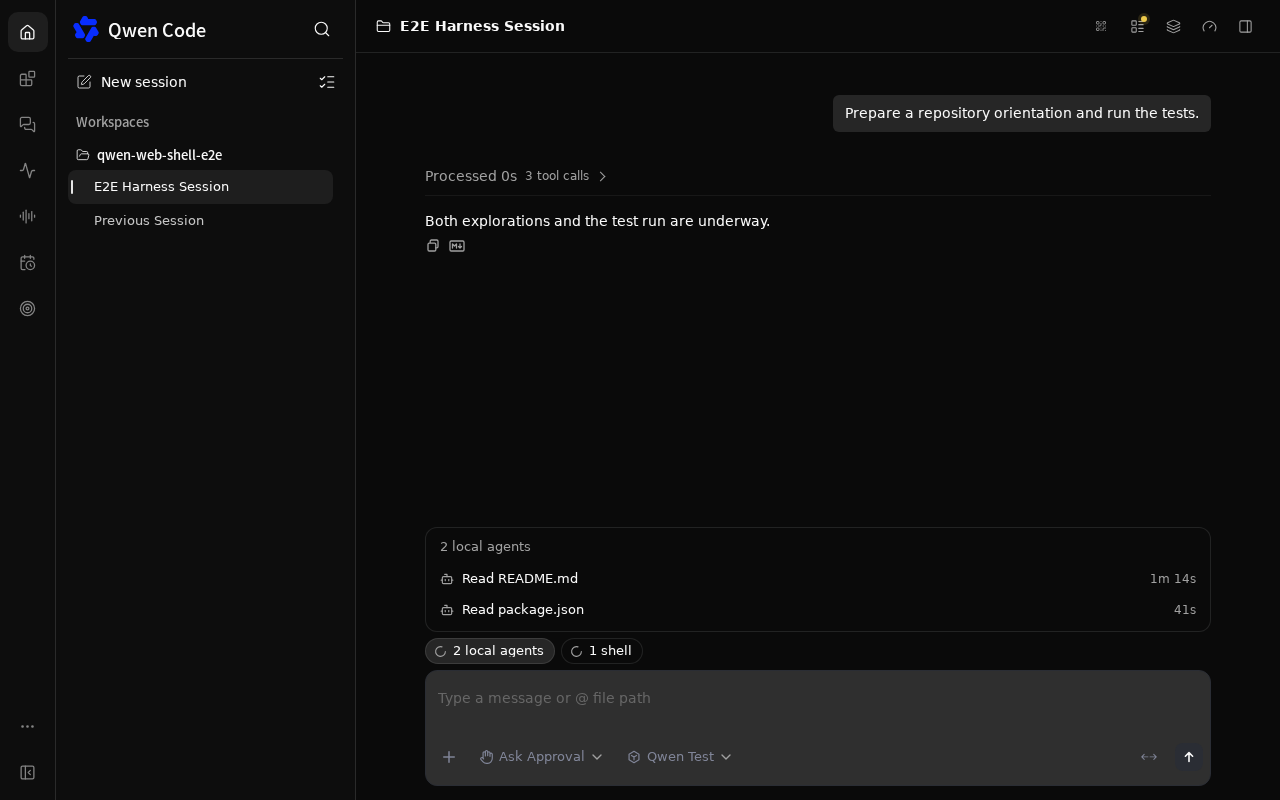 Qwen Code
New session
Workspaces
qwen-web-shell-e2e
E2E Harness Session
Previous Session
E2E Harness Session
Prepare a repository orientation and run the tests.
Processed 0s 3 tool calls
Both explorations and the test run are underway.
2 local agents
Read README.md 1m 14s
Read package.json 41s
2 local agents 1 shell
Type a message or @ file path
Ask Approval Qwen Test